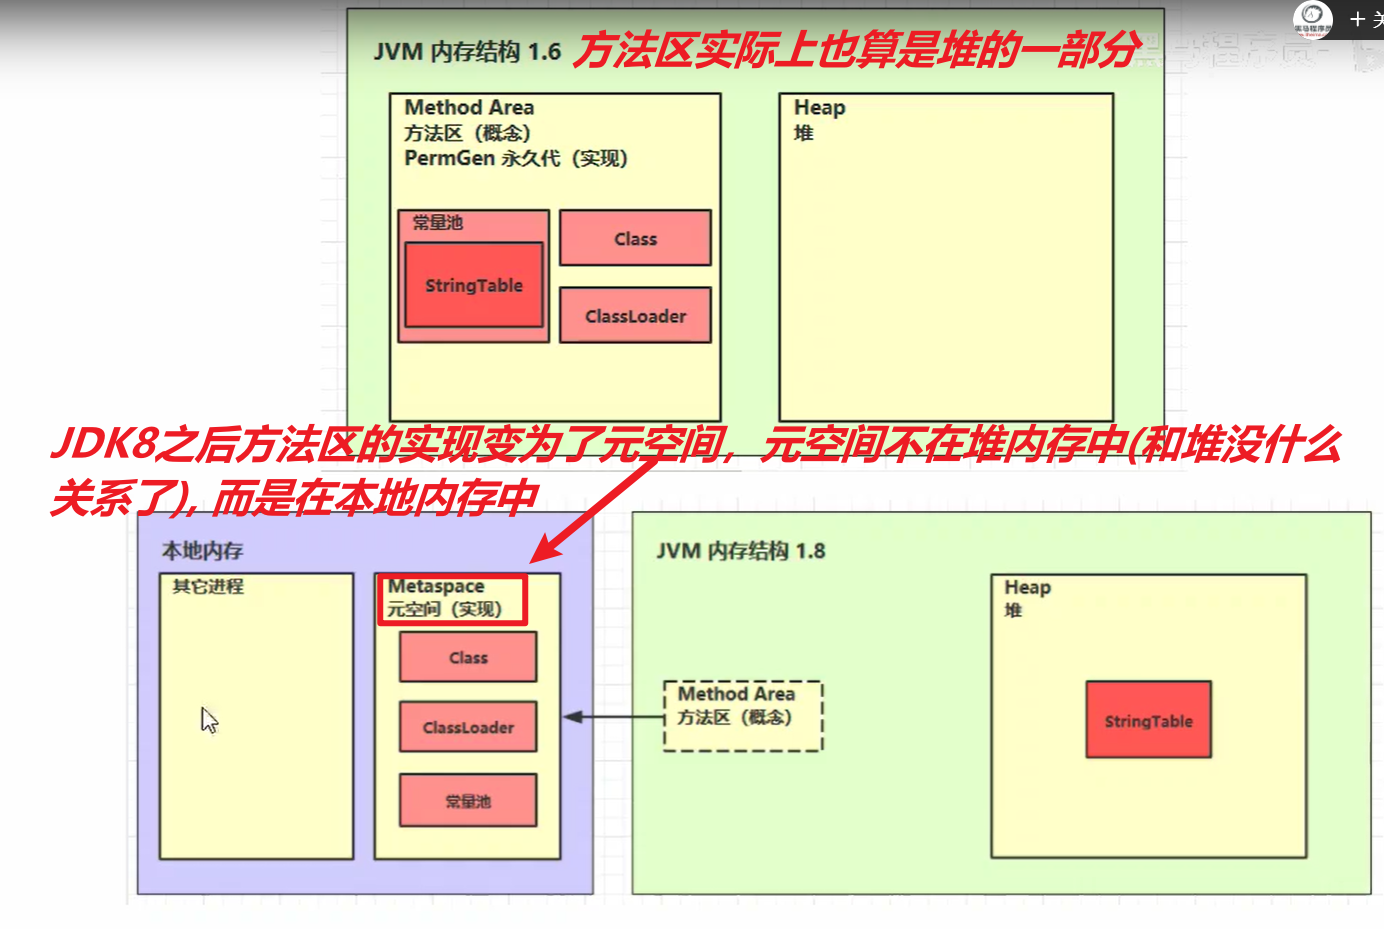 十 关
黑马程序员
JVM 内存结构 1.6
方法区实际上也算是堆的一部分
Method Area
方法区（概念）
PermGen 永久代（实现）
常量池
StringTable
Class
ClassLoader
Heap
堆
JDK8之后方法区的实现变为了元空间，元空间不在堆内存中(和堆没什么
关系了), 而是在本地内存中
本地内存
其它进程
Metaspace
元空间（实现）
Class
ClassLoader
常量池
JVM 内存结构 1.8
Method Area
方法区（概念）
Heap
堆
StringTable